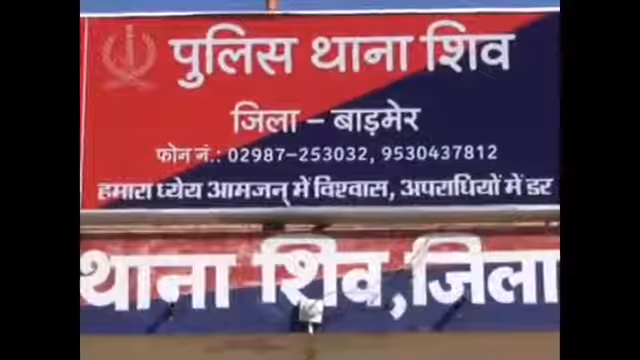 पुलिस थाना शिव
जिला – बाड़मेर
फोन नं.: 02987-253032, 9530437812
हमारा ध्येय आमजन् में विश्वास, अपराधियों में डर
थाना शिव, जिला